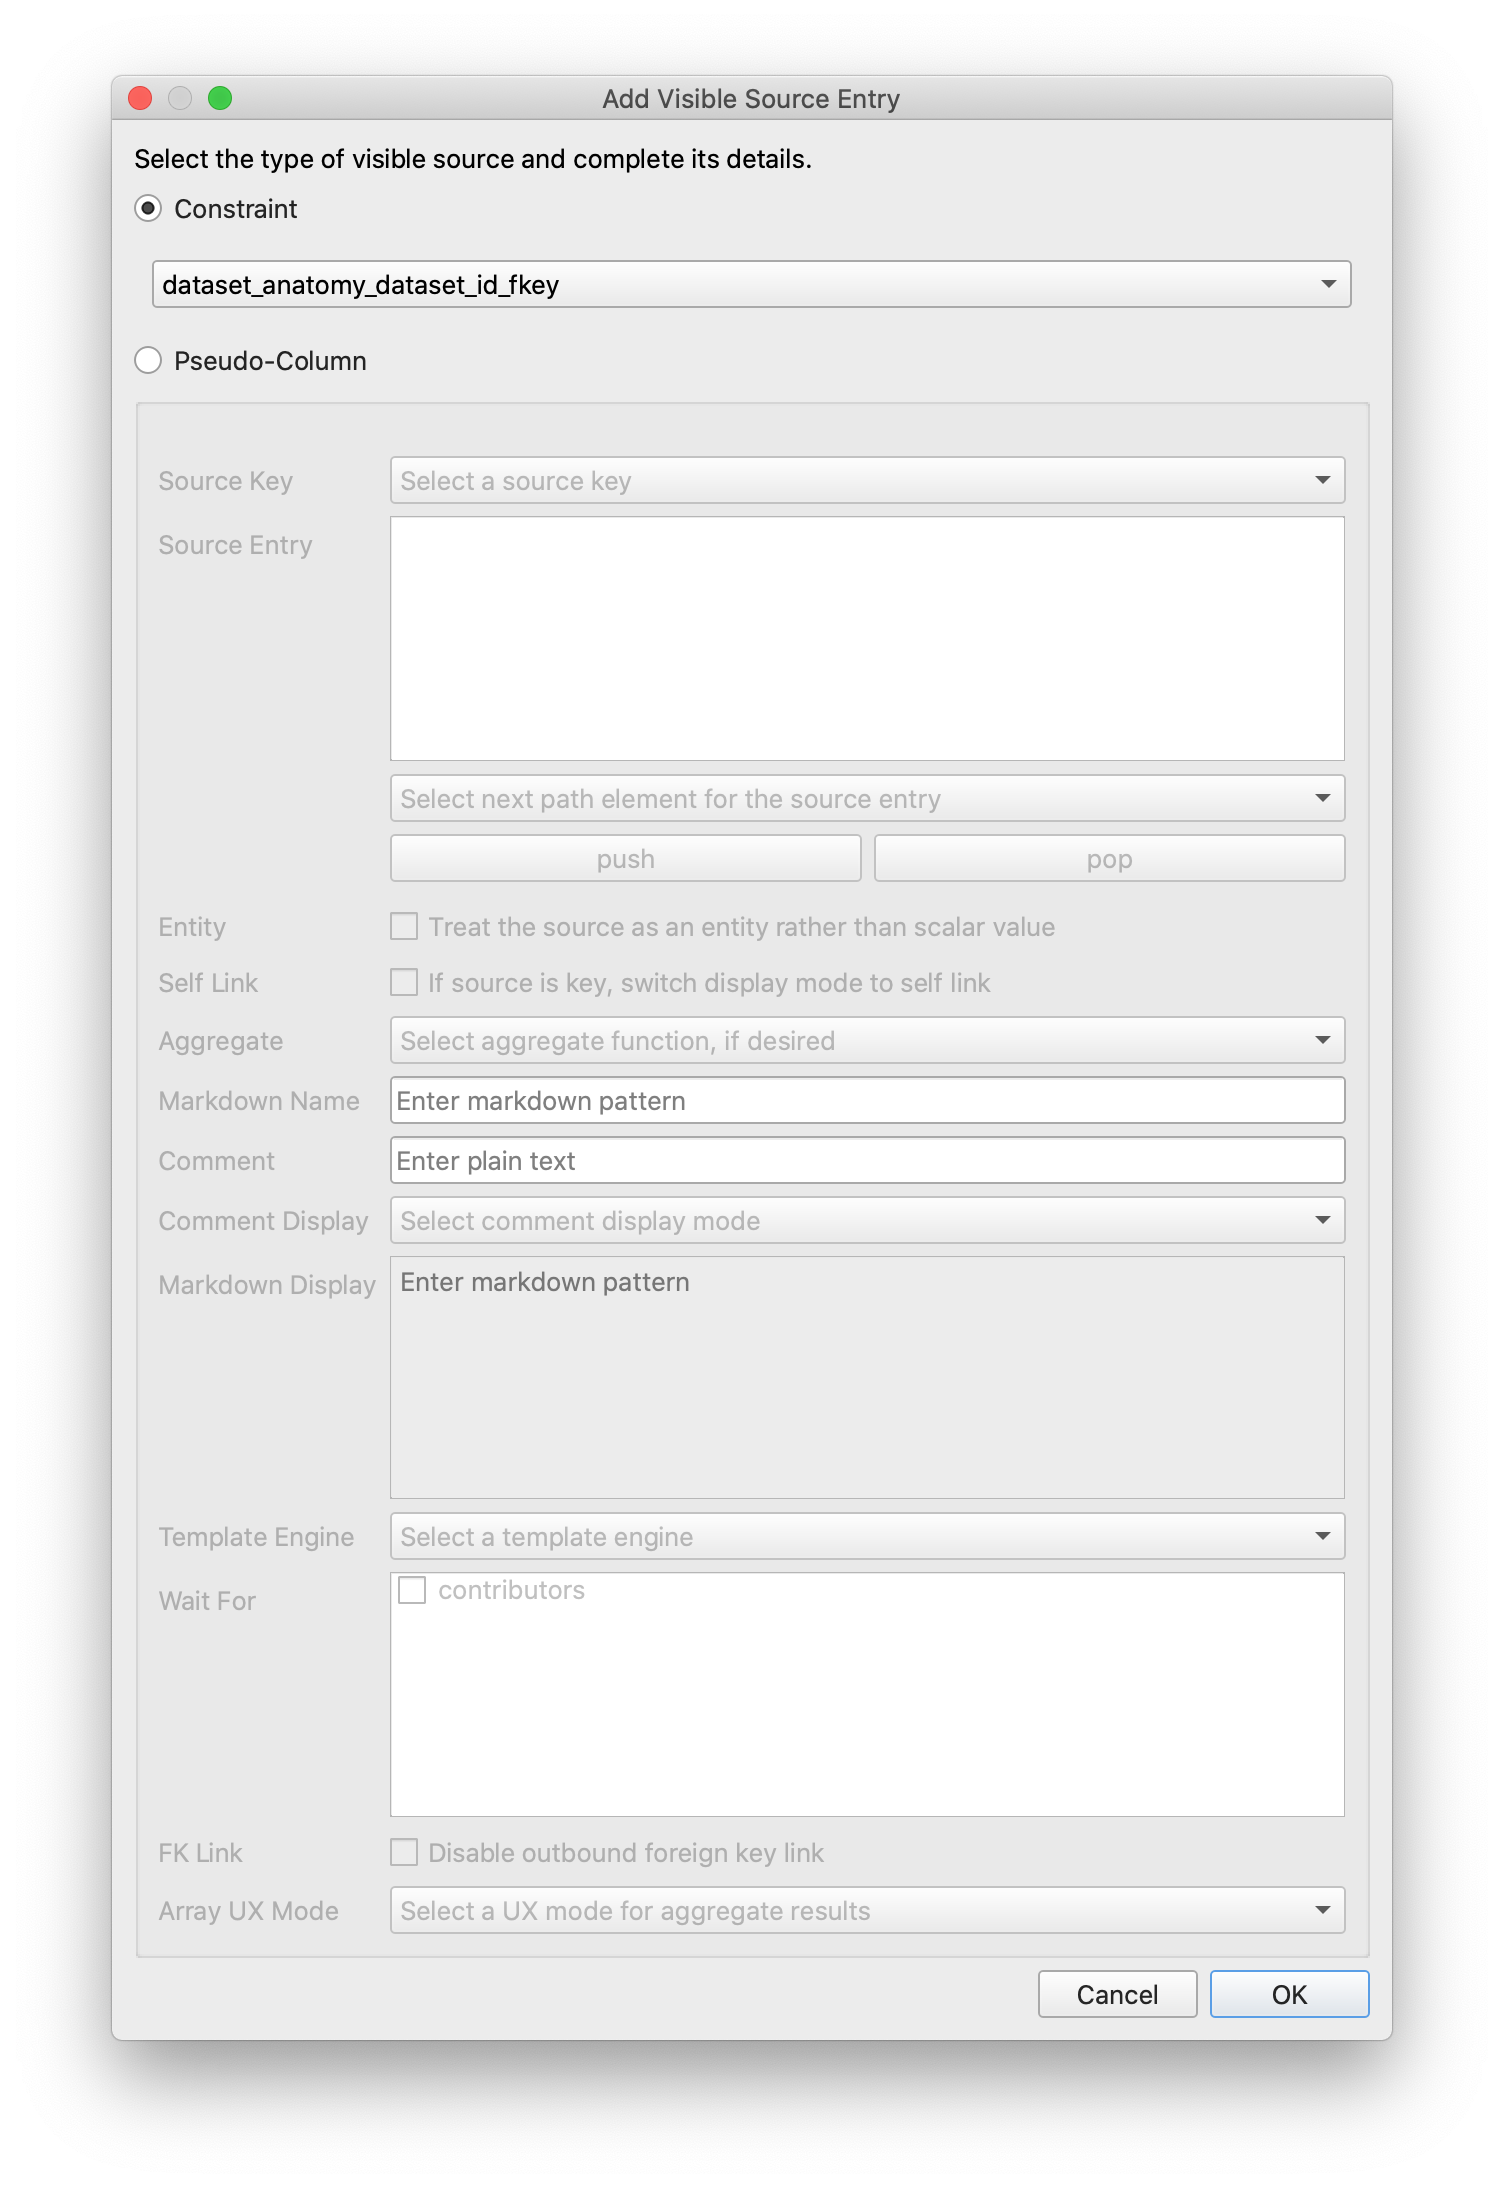 Add Visible Source Entry
Select the type of visible source and complete its details.
Constraint
dataset_anatomy_dataset_id_fkey
Pseudo-Column
Source Key
Select a source key
Source Entry
Select next path element for the source entry
push
pop
Entity
Treat the source as an entity rather than scalar value
Self Link
If source is key, switch display mode to self link
Aggregate
Select aggregate function, if desired
Markdown Name
Enter markdown pattern
Comment
Enter plain text
Comment Display
Select comment display mode
Markdown Display
Enter markdown pattern
Template Engine
Select a template engine
Wait For
contributors
FK Link
Disable outbound foreign key link
Array UX Mode
Select a UX mode for aggregate results
Cancel
OK